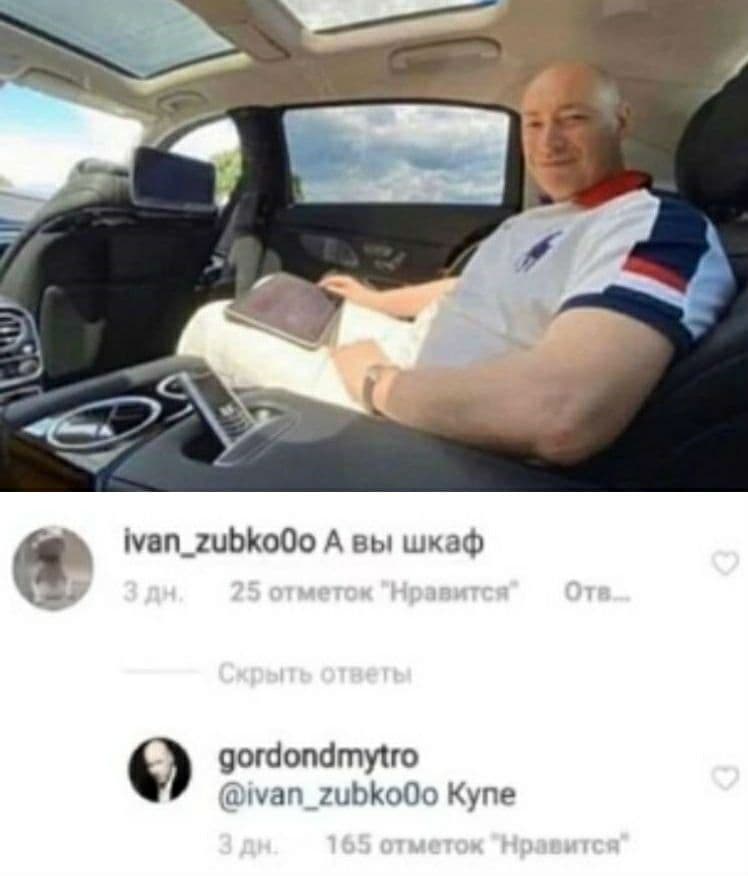 ivan_zubko0o А вы шкаф
3 дн. 25 отметок "Нравится" Отв...
Скрыть ответы
gordondmytro
@ivan_zubko0o Купе
3 дн. 165 отметок "Нравится"